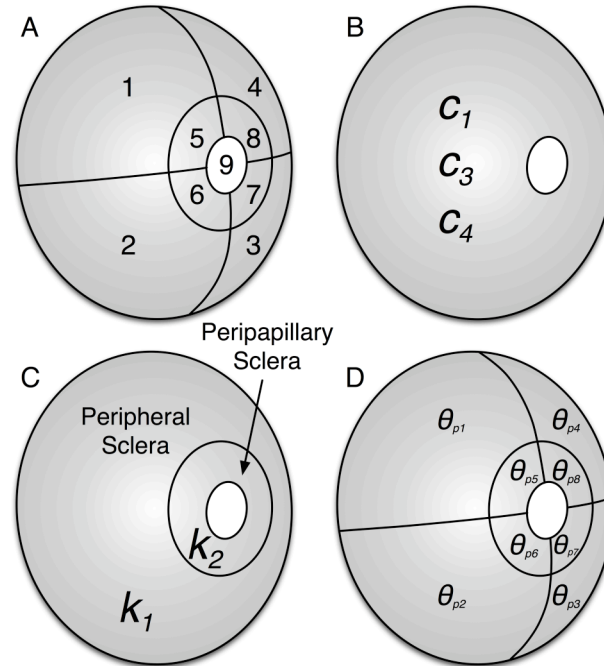 A
1
4
5
8
9
6
7
2
3
B
c1
c3
c4
C
Peripapillary
Sclera
Peripheral
Sclera
k2
k1
D
θp1
θp4
θp5
θp8
θp6
θp7
θp2
θp3